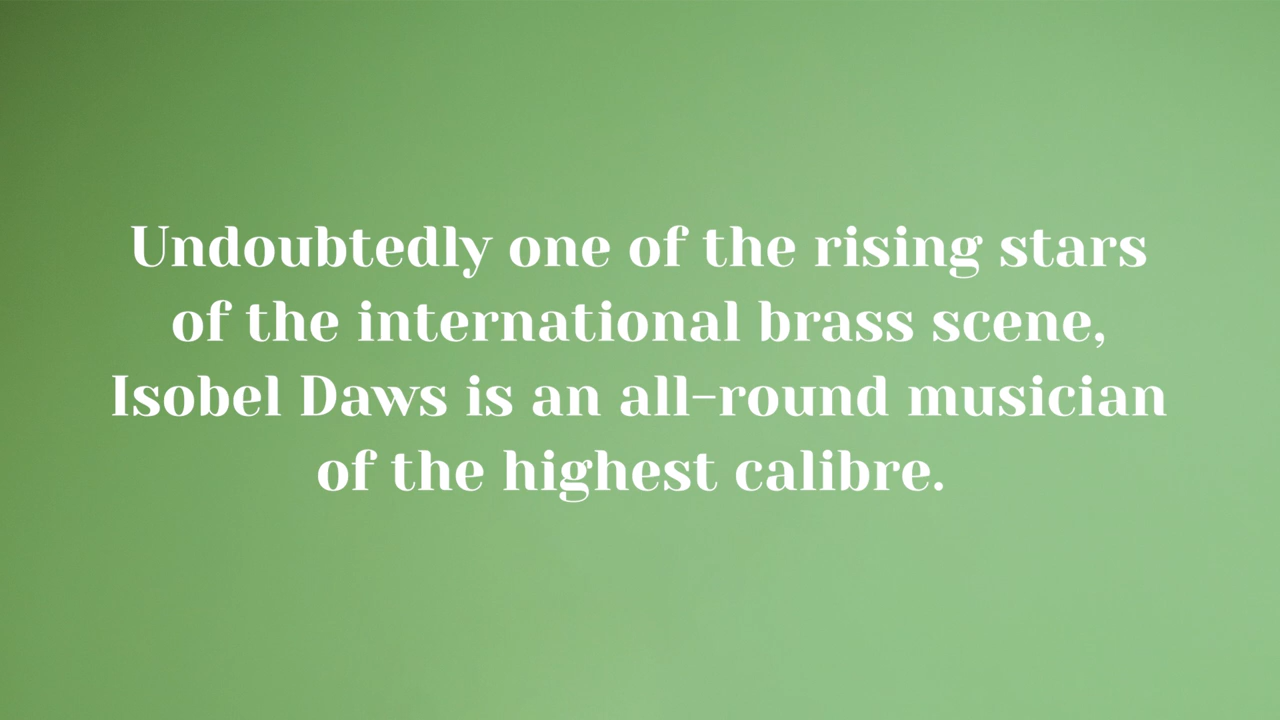 Undoubtedly one of the rising stars
of the international brass scene,
Isobel Daws is an all-round musician
of the highest calibre.